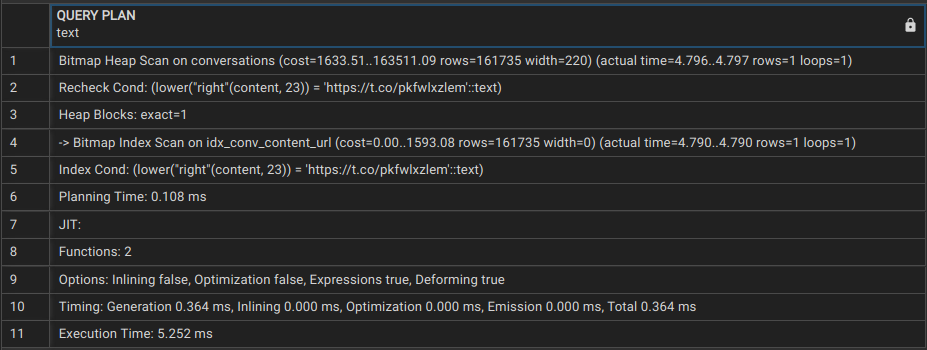 QUERY PLAN
text
1 Bitmap Heap Scan on conversations (cost=1633.51..163511.09 rows=161735 width=220) (actual time=4.796..4.797 rows=1 loops=1)
2 Recheck Cond: (lower("right"(content, 23)) = 'https://t.co/pkfwlxzlem'::text)
3 Heap Blocks: exact=1
4 -> Bitmap Index Scan on idx_conv_content_url (cost=0.00..1593.08 rows=161735 width=0) (actual time=4.790..4.790 rows=1 loops=1)
5 Index Cond: (lower("right"(content, 23)) = 'https://t.co/pkfwlxzlem'::text)
6 Planning Time: 0.108 ms
7 JIT:
8 Functions: 2
9 Options: Inlining false, Optimization false, Expressions true, Deforming true
10 Timing: Generation 0.364 ms, Inlining 0.000 ms, Optimization 0.000 ms, Emission 0.000 ms, Total 0.364 ms
11 Execution Time: 5.252 ms